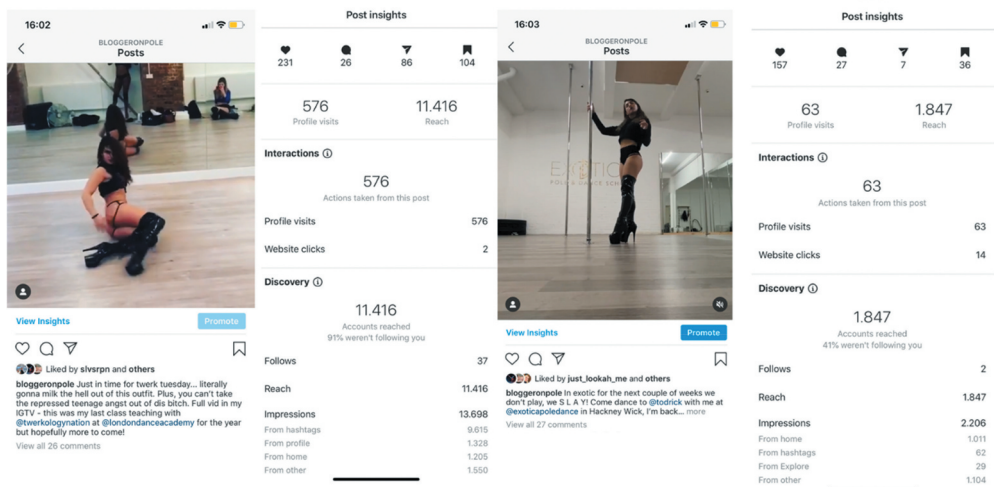 16:02
BLOGGERONPOLE
Posts
View Insights
Promote
Liked by slvsrpn and others
bloggeronpole Just in time for twerk tuesday... literally
gonna milk the hell out of this outfit. Plus, you can't take
the repressed teenage angst out of dis bitch. Full vid in my
IGTV - this was my last class teaching with
@twerkologynation at @londondanceacademy for the year
but hopefully more to come!
View all 26 comments
Post insights
231 26 86 104
576 11.416
Profile visits Reach
Interactions
576
Actions taken from this post
Profile visits 576
Website clicks 2
Discovery
11.416
Accounts reached
91% weren't following you
Follows 37
Reach 11.416
Impressions 13.698
From hashtags 9.615
From profile 1.328
From home 1.205
From other 1.550
16:03
BLOGGERONPOLE
Posts
EXOTIC
View Insights
Promote
Liked by just_lookah_me and others
bloggeronpole In exotic for the next couple of weeks we
don't play, we S L A Y! Come dance to @todrick with me at
@exoticapoledance in Hackney Wick, I'm back... more
View all 27 comments
Post insights
157 27 7 36
63 1.847
Profile visits Reach
Interactions
63
Actions taken from this post
Profile visits 63
Website clicks 14
Discovery
1.847
Accounts reached
41% weren't following you
Follows 2
Reach 1.847
Impressions 2.206
From home 1.011
From hashtags 62
From Explore 29
From other 1.104